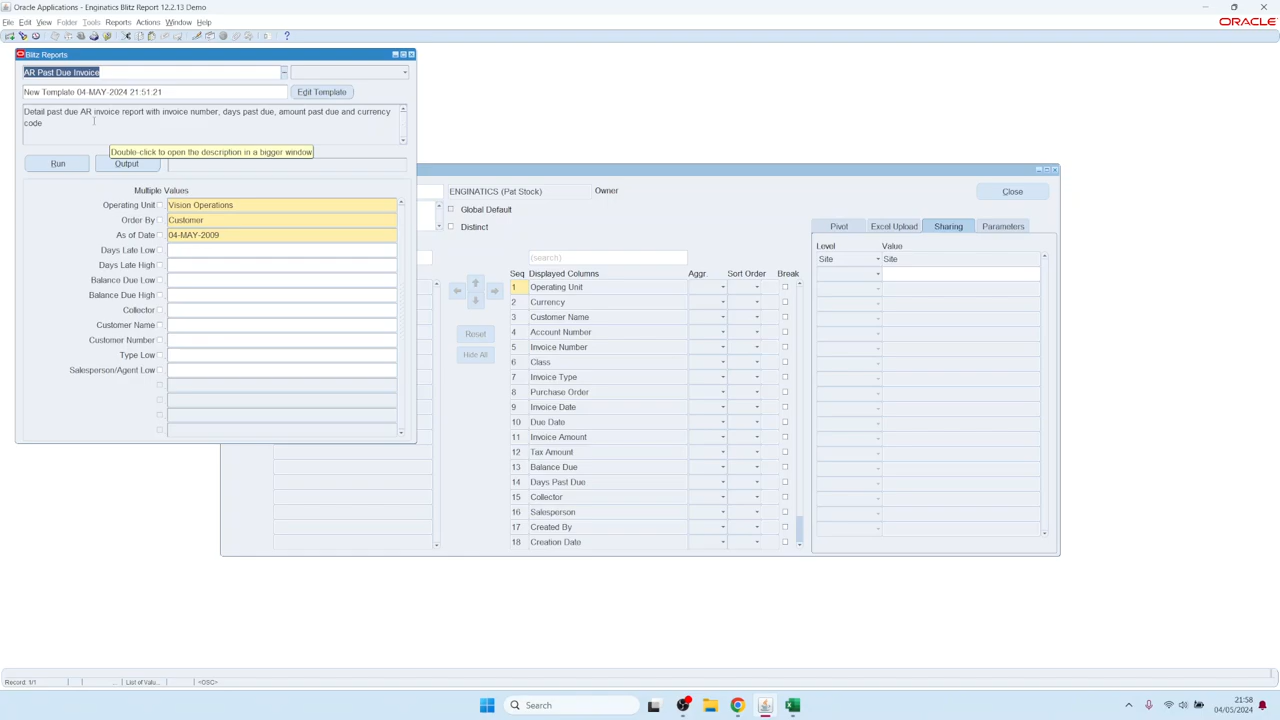 Oracle Applications - Enginatics Blitz Report 12.2.13 Demo
File Edit View Folder Tools Reports Actions Window Help
ORACLE
Blitz Reports
AR Past Due Invoice
New Template 04-MAY-2024 21:51:21
Edit Template
Detail past due AR invoice report with invoice number, days past due, amount past due and currency
code
Double-click to open the description in a bigger window
Run
Output
Multiple Values
Operating Unit
Vision Operations
Order By
Customer
As of Date
04-MAY-2009
Days Late Low
Days Late High
Balance Due Low
Balance Due High
Collector
Customer Name
Customer Number
Type Low
Salesperson/Agent Low
ENGINATICS (Pat Stock)
Owner
Close
Global Default
Distinct
(search)
Seq Displayed Columns Aggr. Sort Order Break
1 Operating Unit
2 Currency
3 Customer Name
4 Account Number
5 Invoice Number
6 Class
7 Invoice Type
8 Purchase Order
9 Invoice Date
10 Due Date
11 Invoice Amount
12 Tax Amount
13 Balance Due
14 Days Past Due
15 Collector
16 Salesperson
17 Created By
18 Creation Date
Reset
Hide All
Pivot Excel Upload Sharing Parameters
Level Value
Site Site
Record: 1/1 ... List of Valu... <OSC>
Search
21:58
04/05/2024